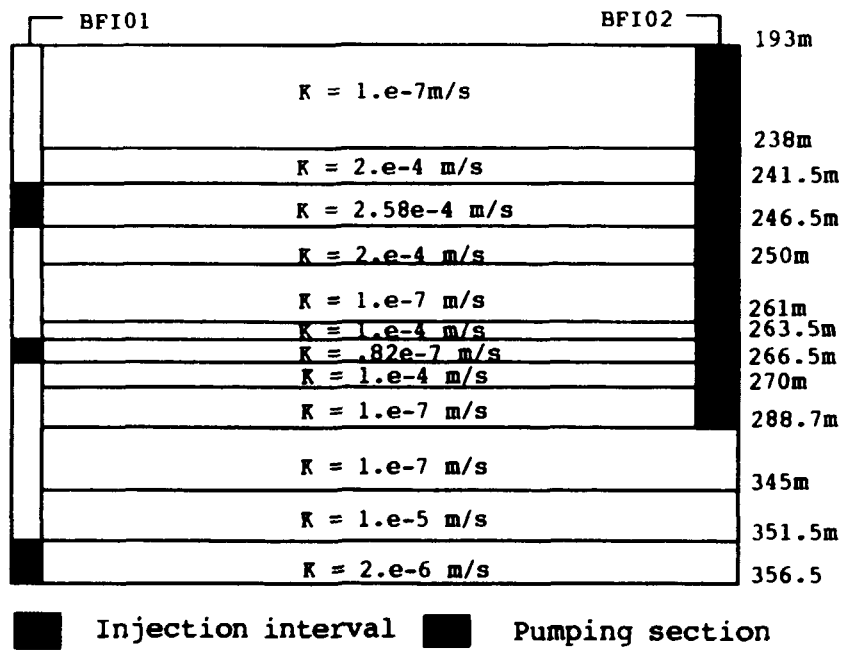 BFI01
BFI02
193m
K = 1.e-7m/s
238m
K = 2.e-4 m/s
241.5m
K = 2.58e-4 m/s
246.5m
K = 2.e-4 m/s
250m
K = 1.e-7 m/s
261m
K = 1.e-4 m/s
263.5m
K = .82e-7 m/s
266.5m
K = 1.e-4 m/s
270m
K = 1.e-7 m/s
288.7m
K = 1.e-7 m/s
345m
K = 1.e-5 m/s
351.5m
K = 2.e-6 m/s
356.5
Injection interval
Pumping section